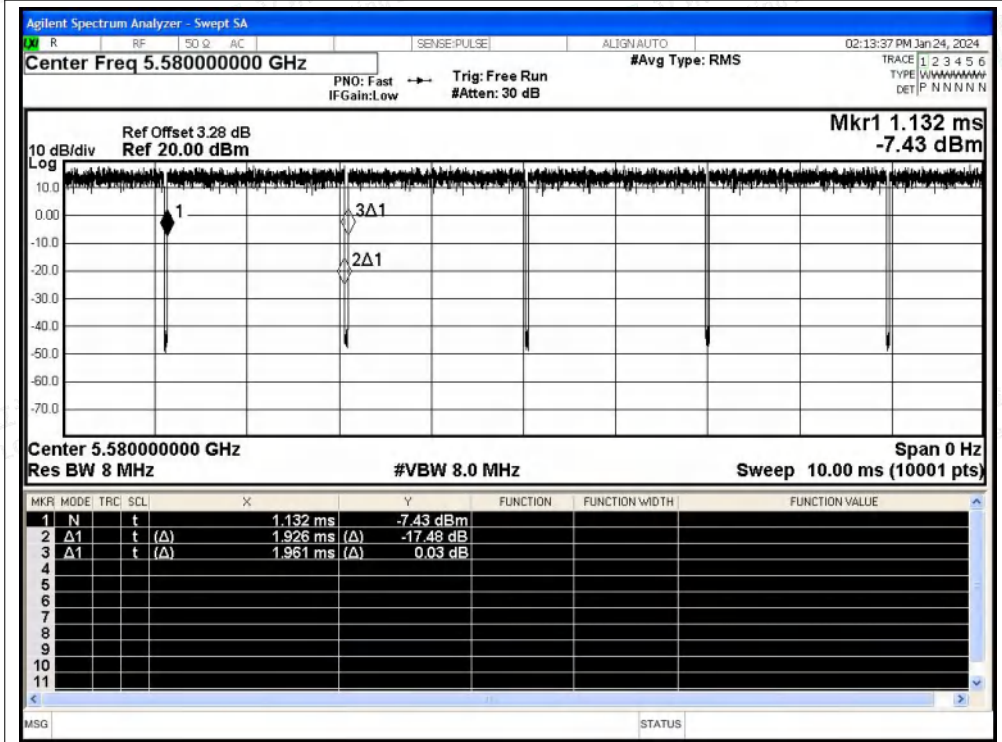 Agilent Spectrum Analyzer - Swept SA
LXI R RF 50 Ω AC SENSE:PULSE ALIGN AUTO 02:13:37 PM Jan 24, 2024
Center Freq 5.580000000 GHz #Avg Type: RMS TRACE 1 2 3 4 5 6
PNO: Fast Trig: Free Run TYPE WWWWWW
IFGain:Low #Atten: 30 dB DET P N N N N N
Mkr1 1.132 ms
Ref Offset 3.28 dB
10 dB/div Ref 20.00 dBm -7.43 dBm
Log
10.0
0.00
-10.0
-20.0
-30.0
-40.0
-50.0
-60.0
-70.0
1
3Δ1
2Δ1
Center 5.580000000 GHz Span 0 Hz
Res BW 8 MHz #VBW 8.0 MHz Sweep 10.00 ms (10001 pts)
MKR MODE TRC SCL X Y FUNCTION FUNCTION WIDTH FUNCTION VALUE
1 N t 1.132 ms -7.43 dBm
2 Δ1 t (Δ) 1.926 ms (Δ) -17.48 dB
3 Δ1 t (Δ) 1.961 ms (Δ) 0.03 dB
4
5
6
7
8
9
10
11
MSG STATUS